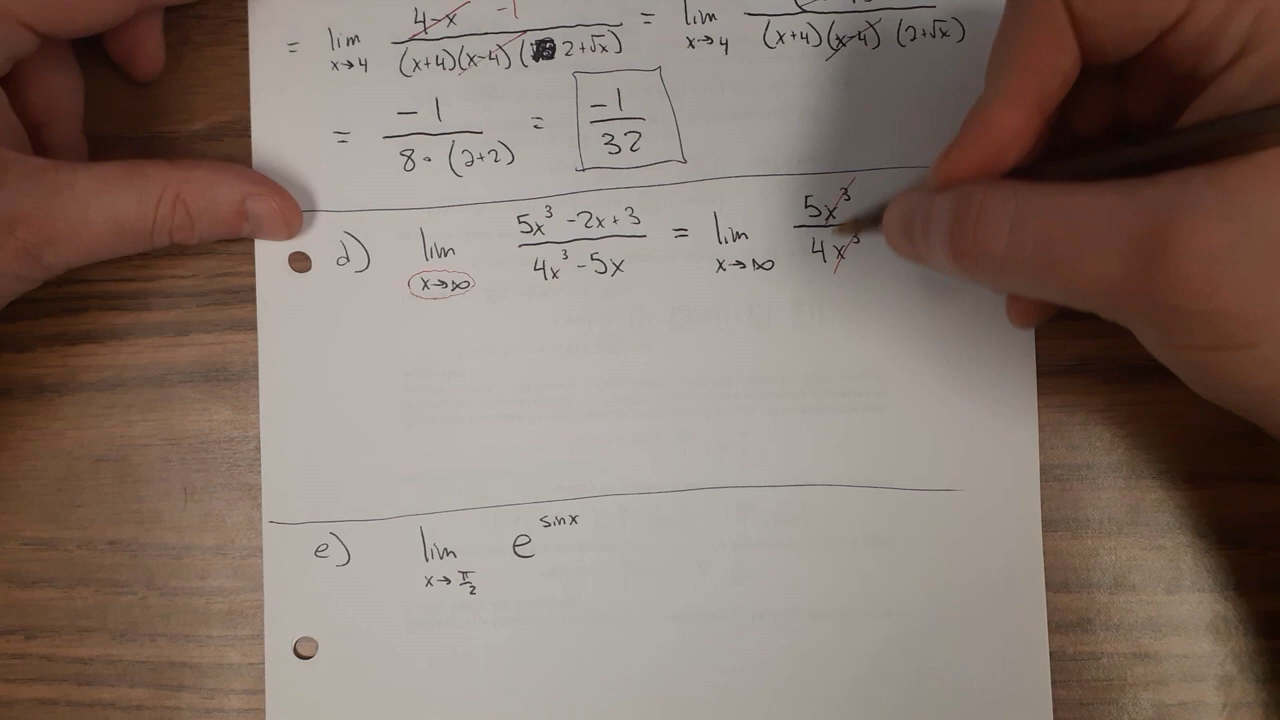 = lim x→4 4-x -1 / (x+4)(x-4)(2+√x) = lim x→4 / (x+4)(x-4)(2+√x)
= -1 / 8·(2+2) = -1 / 32
d) lim x→∞ 5x³-2x+3 / 4x³-5x = lim x→∞ 5x³ / 4x³
e) lim x→π/2 e^sinx